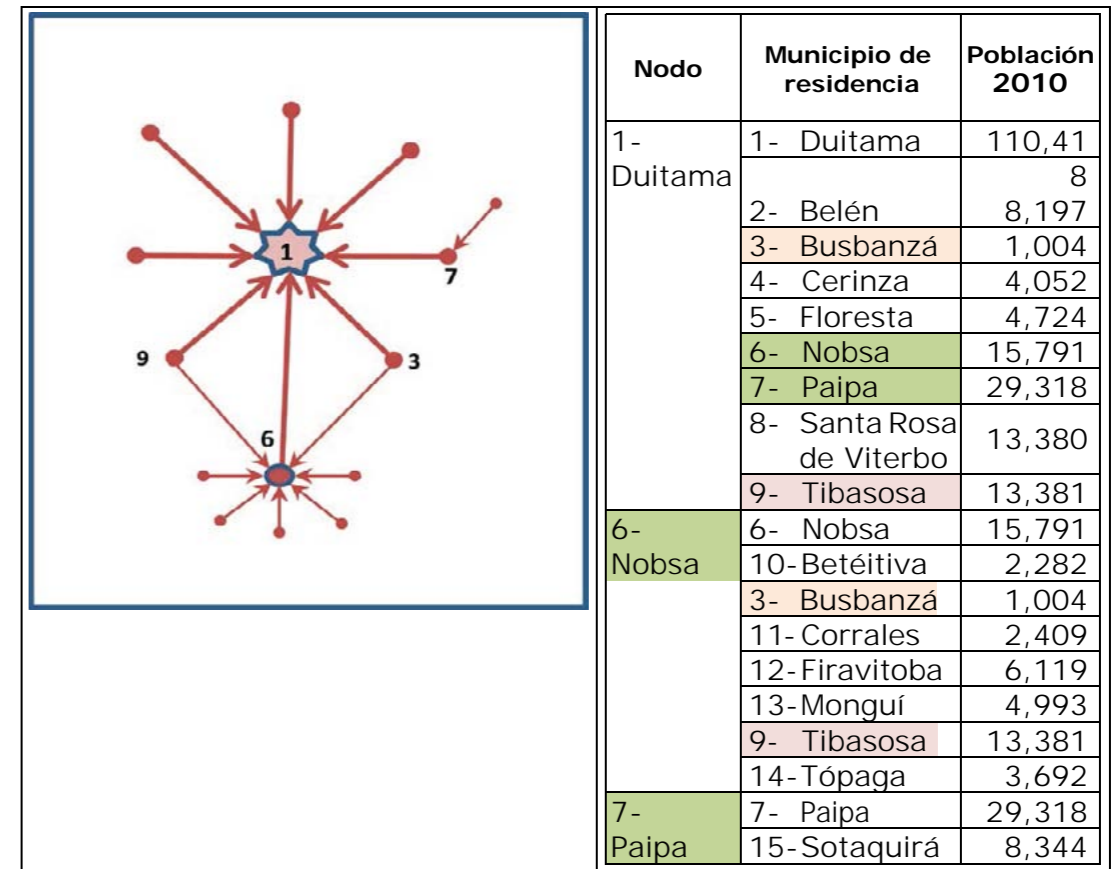 1
7
9
3
6
Nodo
Municipio de
residencia
Población
2010
1-
Duitama
1- Duitama
110,41
8
2- Belén
8,197
3- Busbanzá
1,004
4- Cerinza
4,052
5- Floresta
4,724
6- Nobsa
15,791
7- Paipa
29,318
8- Santa Rosa
de Viterbo
13,380
9- Tibasosa
13,381
6-
Nobsa
6- Nobsa
15,791
10-Betéitiva
2,282
3- Busbanzá
1,004
11-Corrales
2,409
12-Firavitoba
6,119
13-Monguí
4,993
9- Tibasosa
13,381
14-Tópaga
3,692
7-
Paipa
7- Paipa
29,318
15-Sotaquirá
8,344